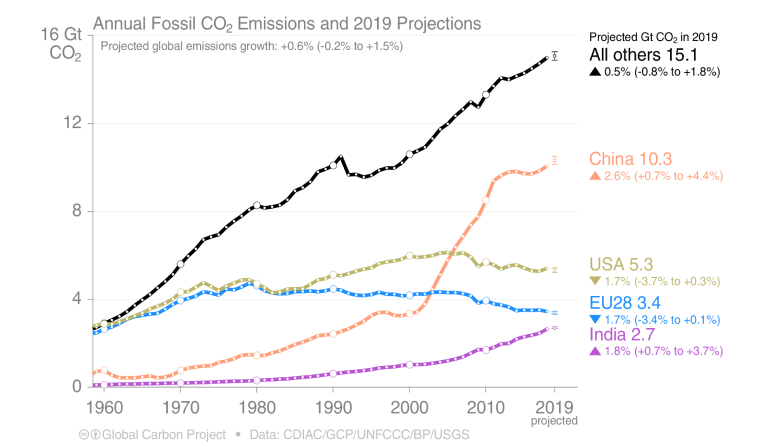 Annual Fossil CO₂ Emissions and 2019 Projections
Projected global emissions growth: +0.6% (-0.2% to +1.5%)
16 Gt
CO₂
12
8
4
0
1960
1970
1980
1990
2000
2010
2019
projected
Projected Gt CO₂ in 2019
All others 15.1
▲ 0.5% (-0.8% to +1.8%)
China 10.3
▲ 2.6% (+0.7% to +4.4%)
USA 5.3
▼ 1.7% (-3.7% to +0.3%)
EU28 3.4
▼ 1.7% (-3.4% to +0.1%)
India 2.7
▲ 1.8% (+0.7% to +3.7%)
Global Carbon Project • Data: CDIAC/GCP/UNFCCC/BP/USGS